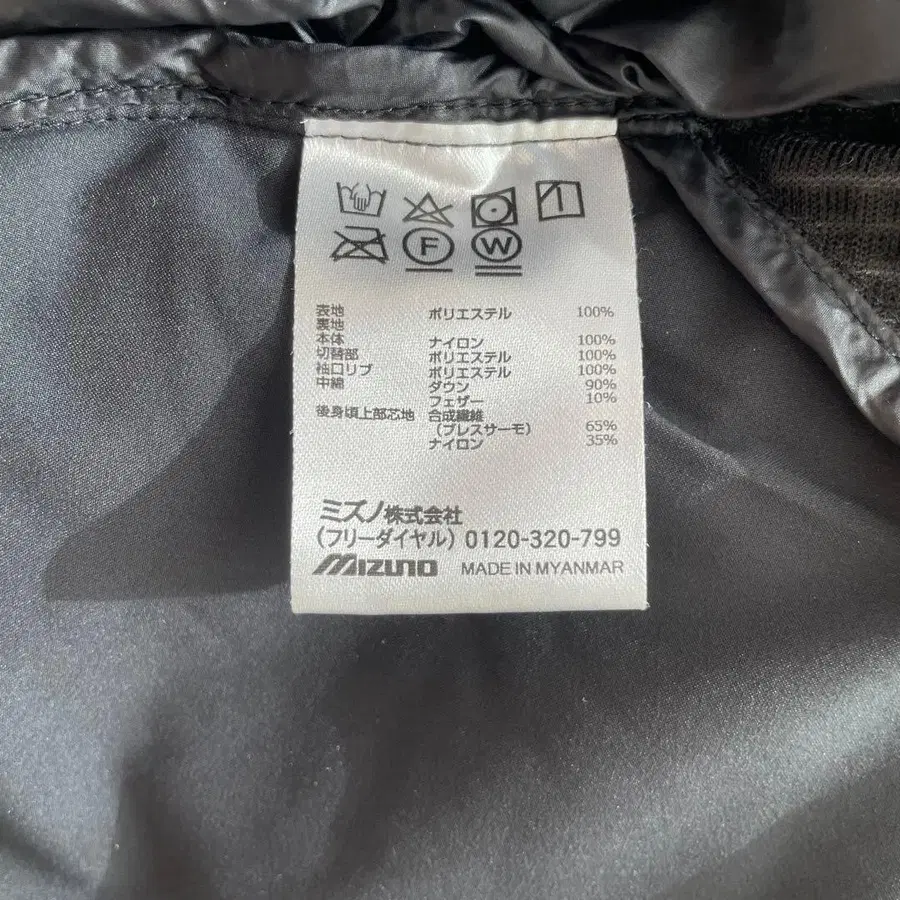 F W
表地 ポリエステル 100%
裏地
本体 ナイロン 100%
切替部 ポリエステル 100%
袖口リブ ポリエステル 100%
中綿 ダウン 90%
フェザー 10%
後身頃上部芯地 合成繊維
(ブレスサーモ) 65%
ナイロン 35%
ミズノ株式会社
(フリーダイヤル) 0120-320-799
MIZUNO MADE IN MYANMAR